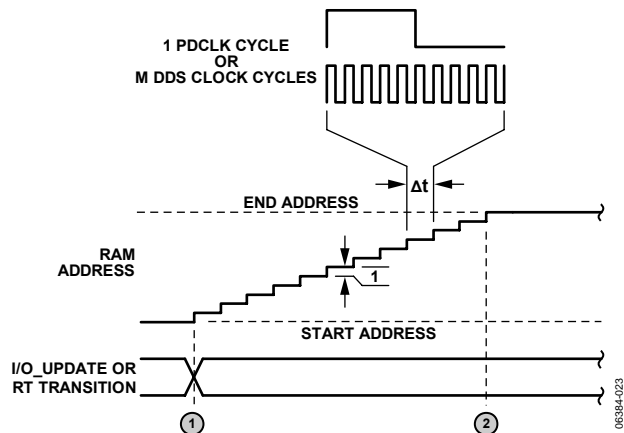 1 PDCLK CYCLE
OR
M DDS CLOCK CYCLES
Δt
END ADDRESS
RAM
ADDRESS
1
START ADDRESS
I/O_UPDATE OR
RT TRANSITION
1
2
06384-023